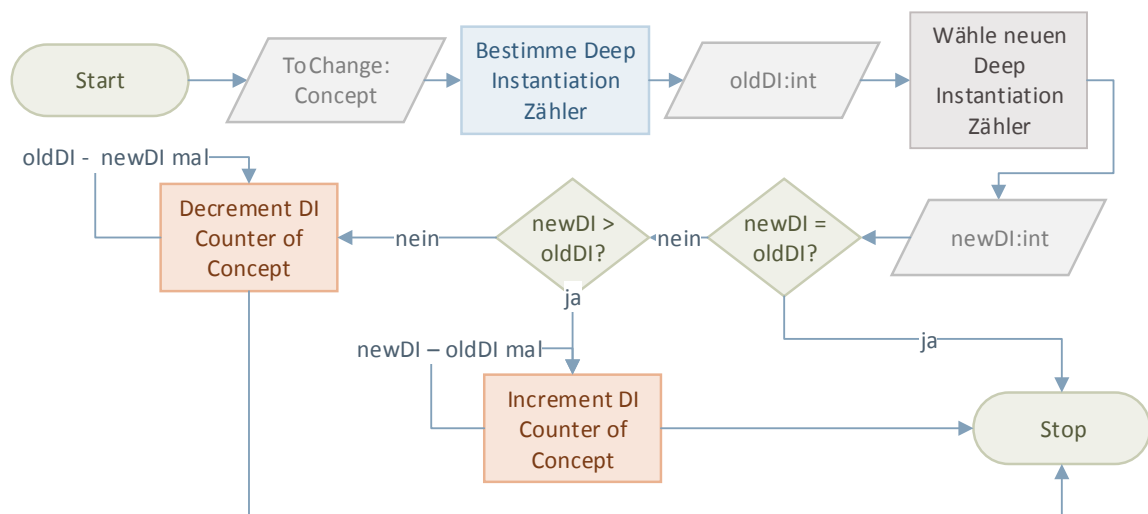 Start
ToChange:
Concept
Bestimme Deep
Instantiation
Zähler
oldDI:int
Wähle neuen
Deep
Instantiation
Zähler
oldDI - newDI mal
Decrement DI
Counter of
Concept
nein
newDI >
oldDI?
nein
newDI =
oldDI?
newDI:int
ja
ja
newDI – oldDI mal
Increment DI
Counter of
Concept
Stop